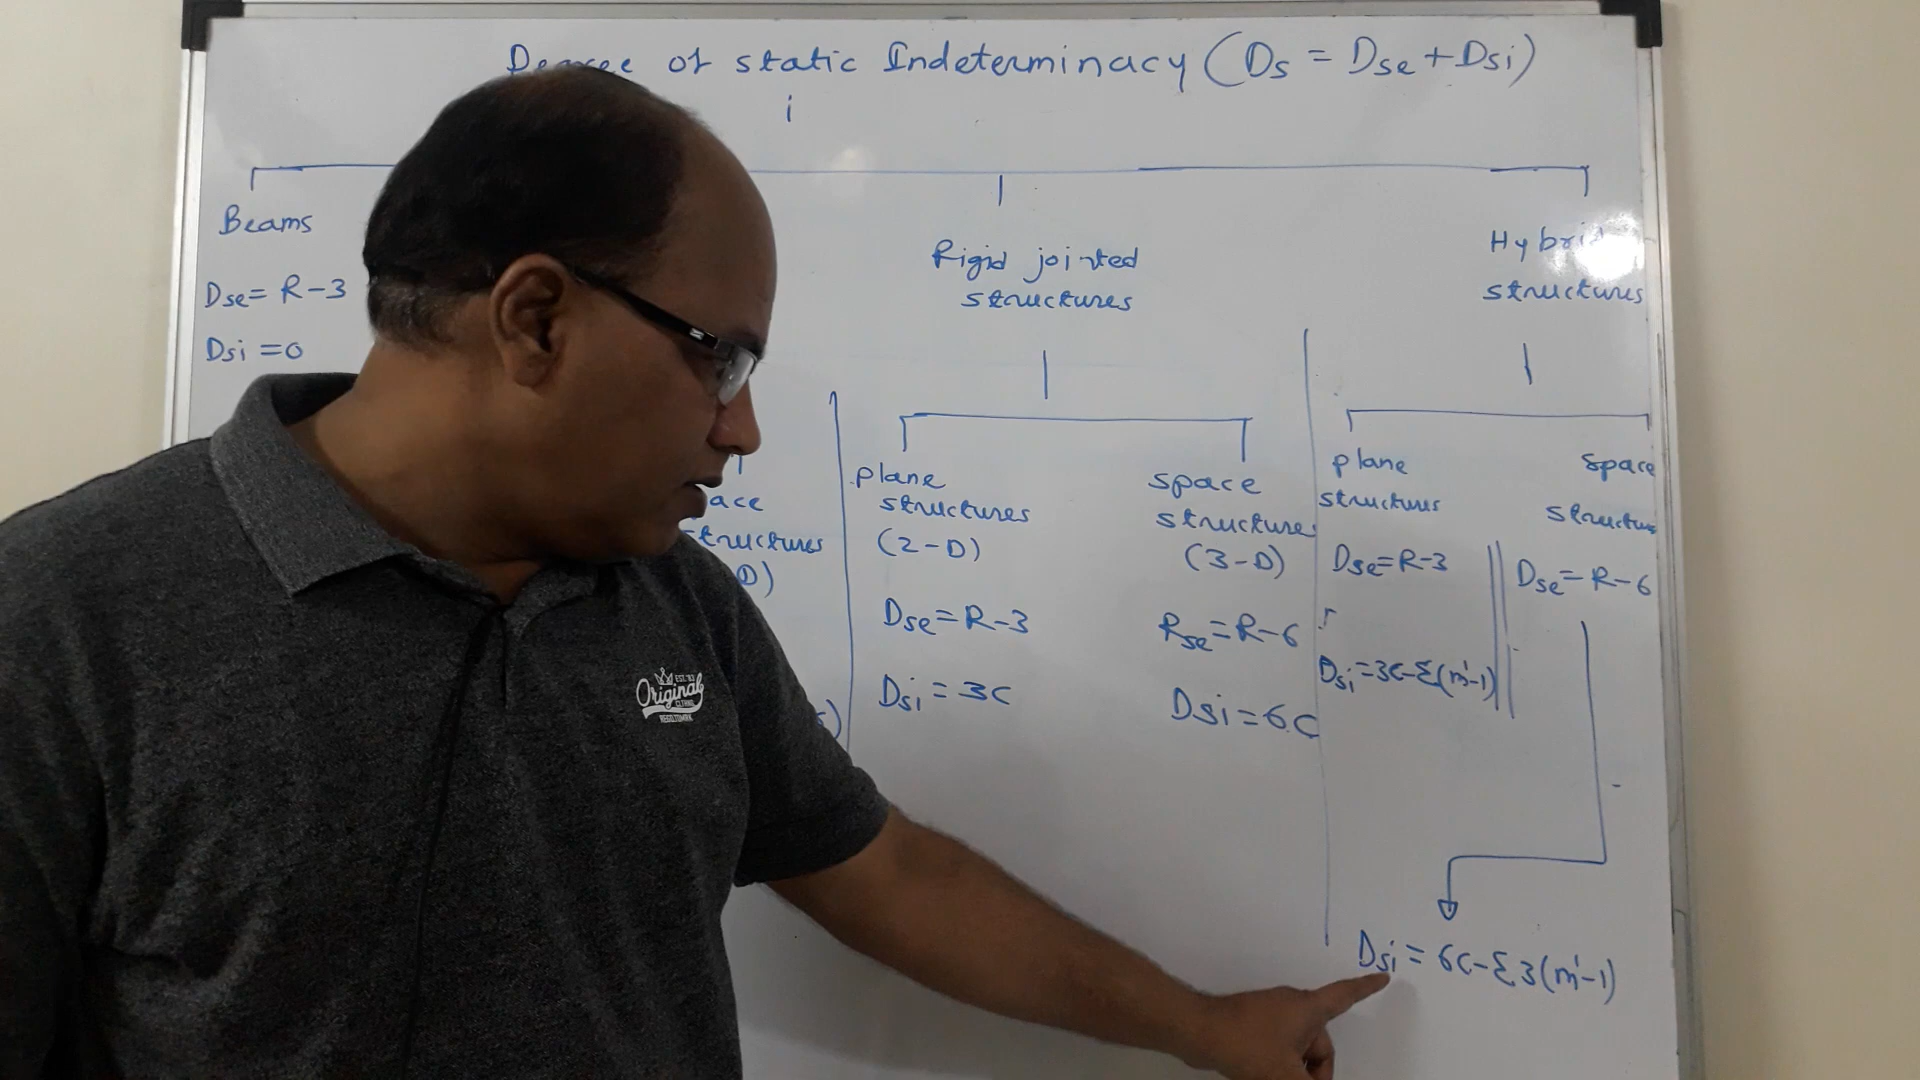 Degree of static Indeterminacy (Ds = Dse + Dsi)
i
Beams
Dse = R-3
Dsi = 0
structures
D)
Rigid jointed
structures
plane
structures
(2-D)
Dse = R-3
Dsi = 3C
space
structures
(3-D)
Rse = R-6
Dsi = 6C
Hybrid
structures
plane
structures
Dse = R-3
Dsi = 3C-Σ(m'-1)
space
structure
Dse = R-6
Dsi = 6C-Σ3(m'-1)
Original